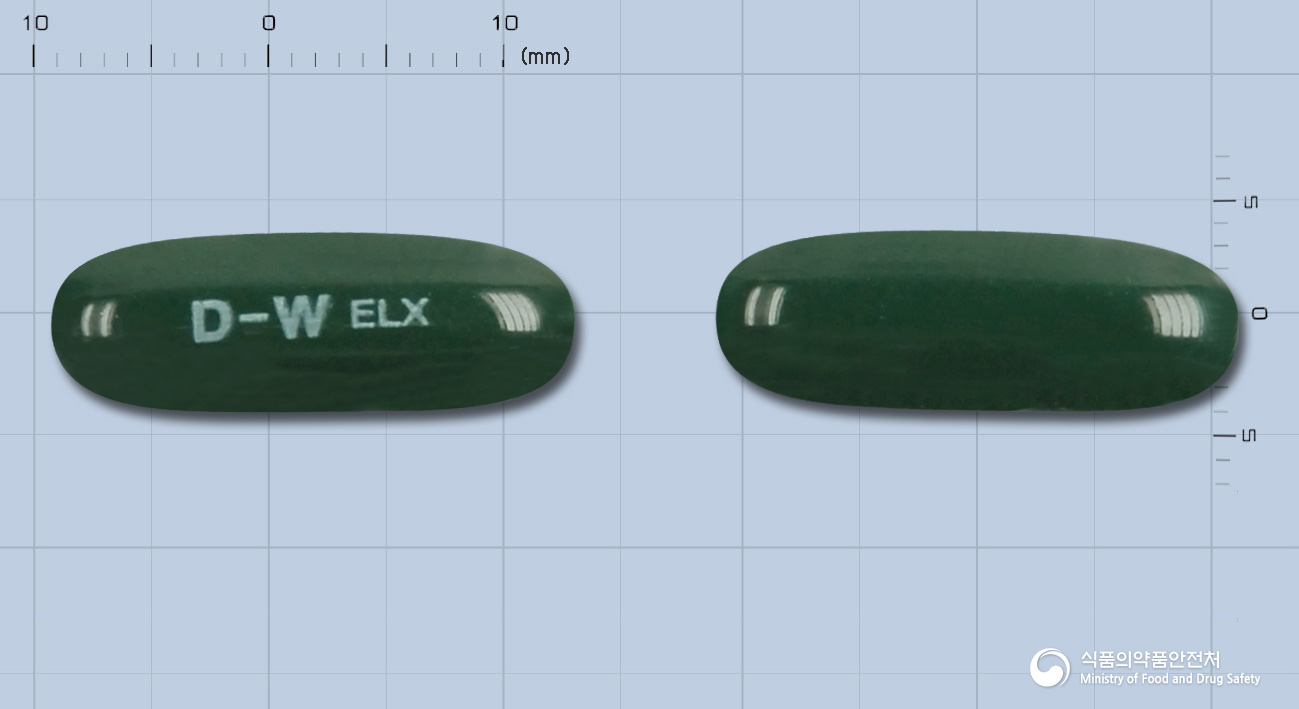 10 0 10
(mm)
D-W ELX
5
0
5
식품의약품안전처
Ministry of Food and Drug Safety